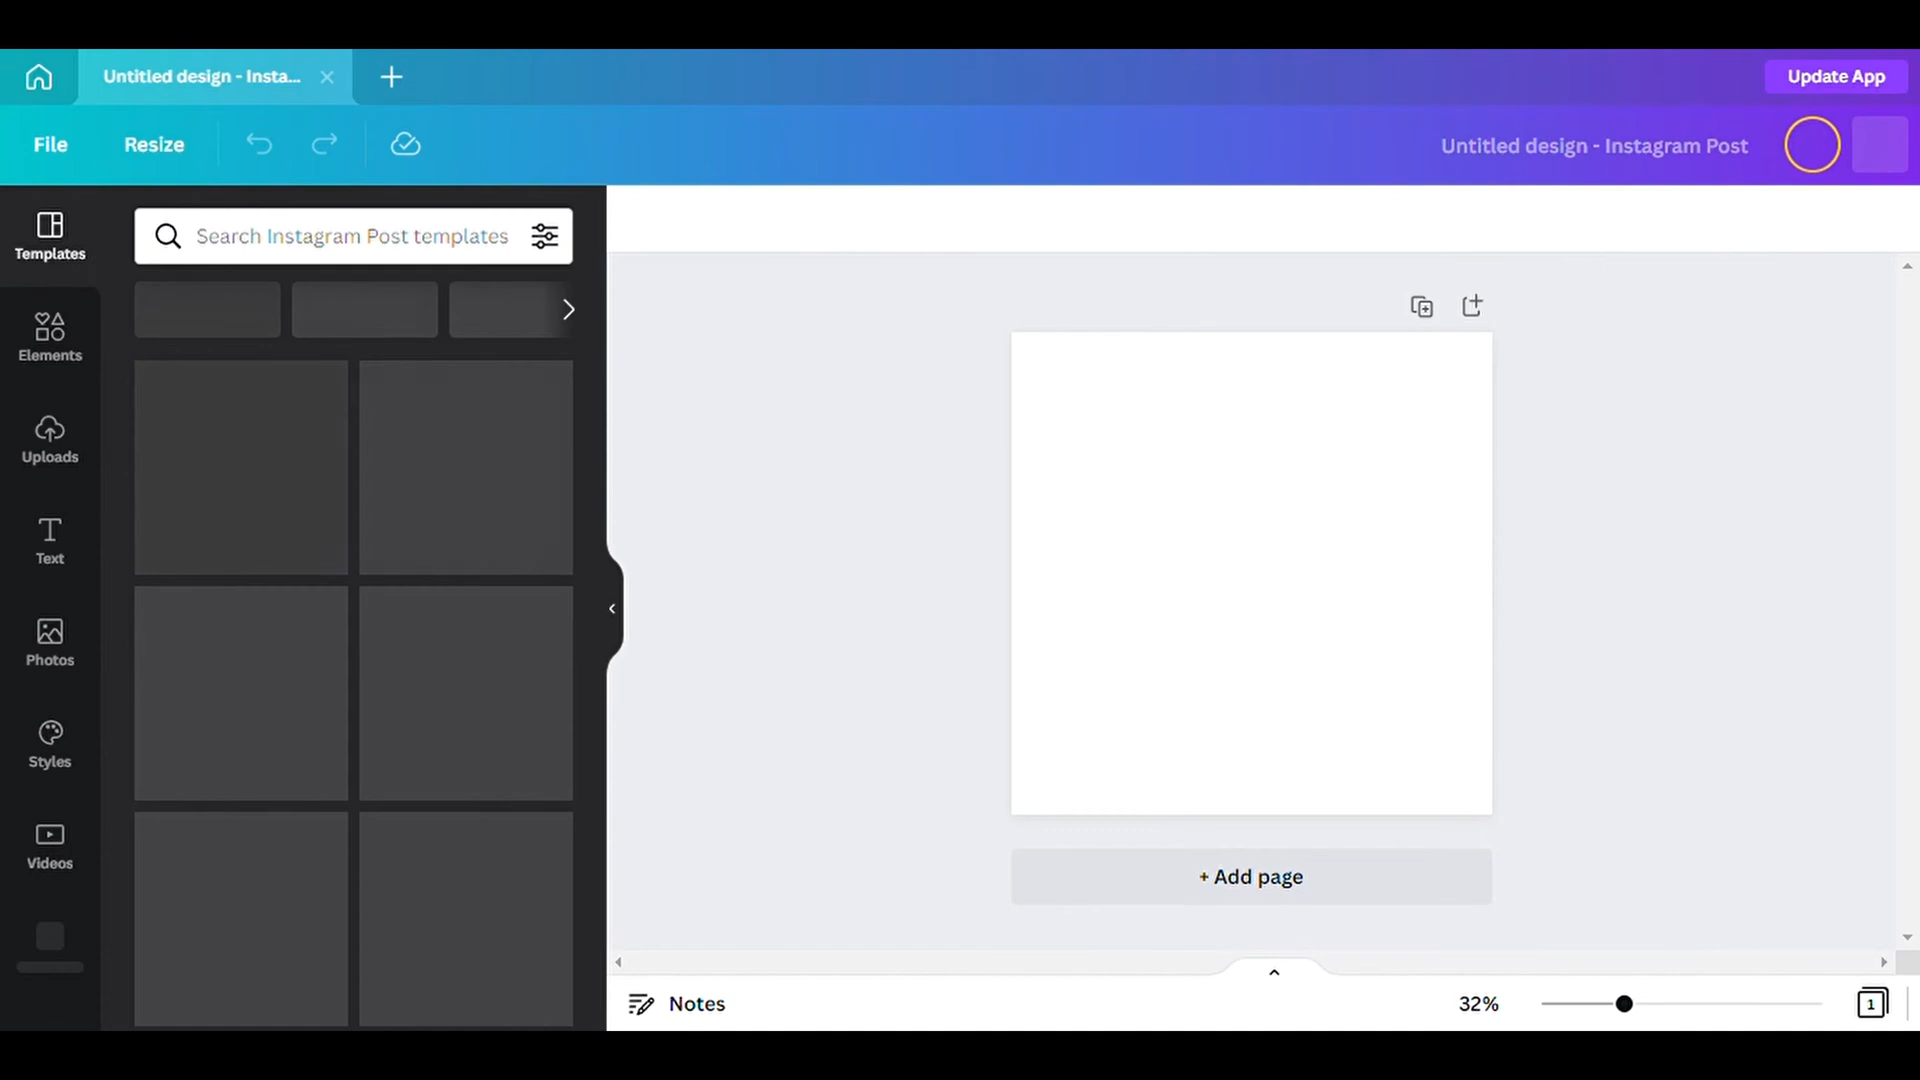 Untitled design - Insta...
Update App
File
Resize
Untitled design - Instagram Post
Templates
Search Instagram Post templates
Elements
Uploads
Text
Photos
Styles
Videos
+ Add page
Notes
32%
1